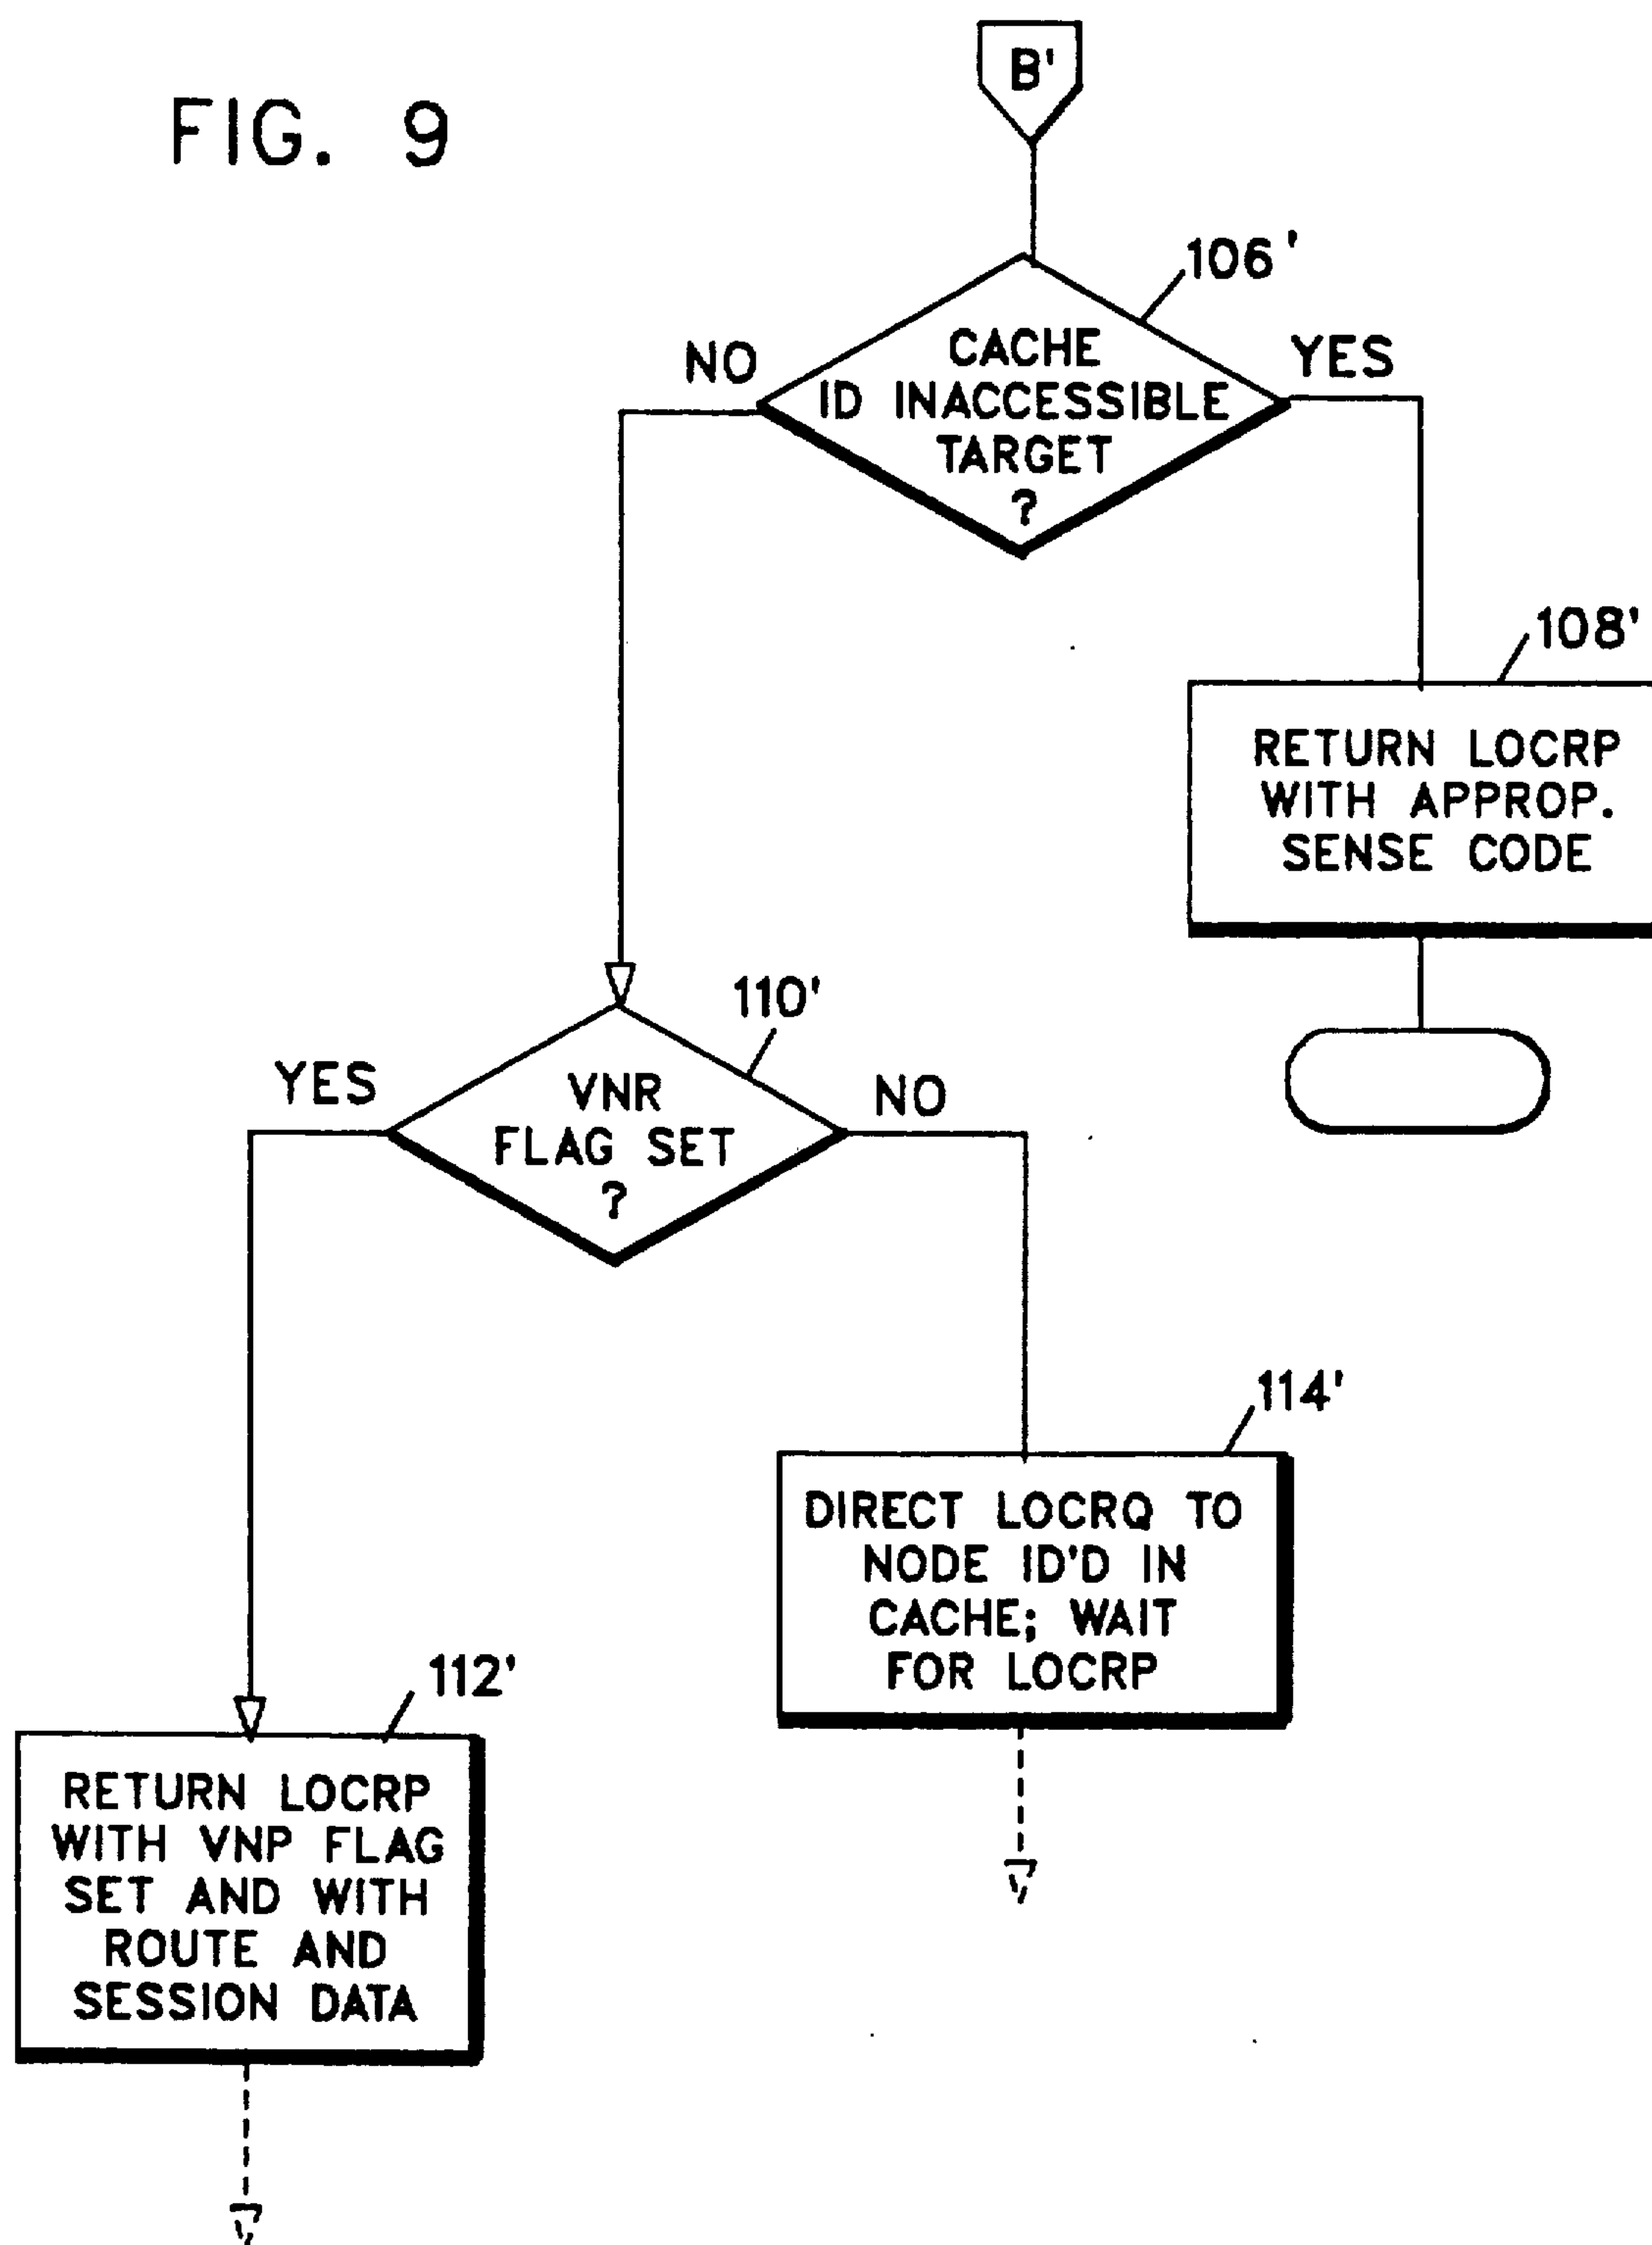 B'
FIG. 9
106'
NO
YES
CACHE
ID INACCESSIBLE
TARGET
?
108'
RETURN LOCRP
WITH APPROP.
SENSE CODE
110'
YES
NO
VNR
FLAG SET
?
114'
DIRECT LOCRQ TO
NODE ID'D IN
CACHE; WAIT
FOR LOCRP
112'
RETURN LOCRP
WITH VNP FLAG
SET AND WITH
ROUTE AND
SESSION DATA